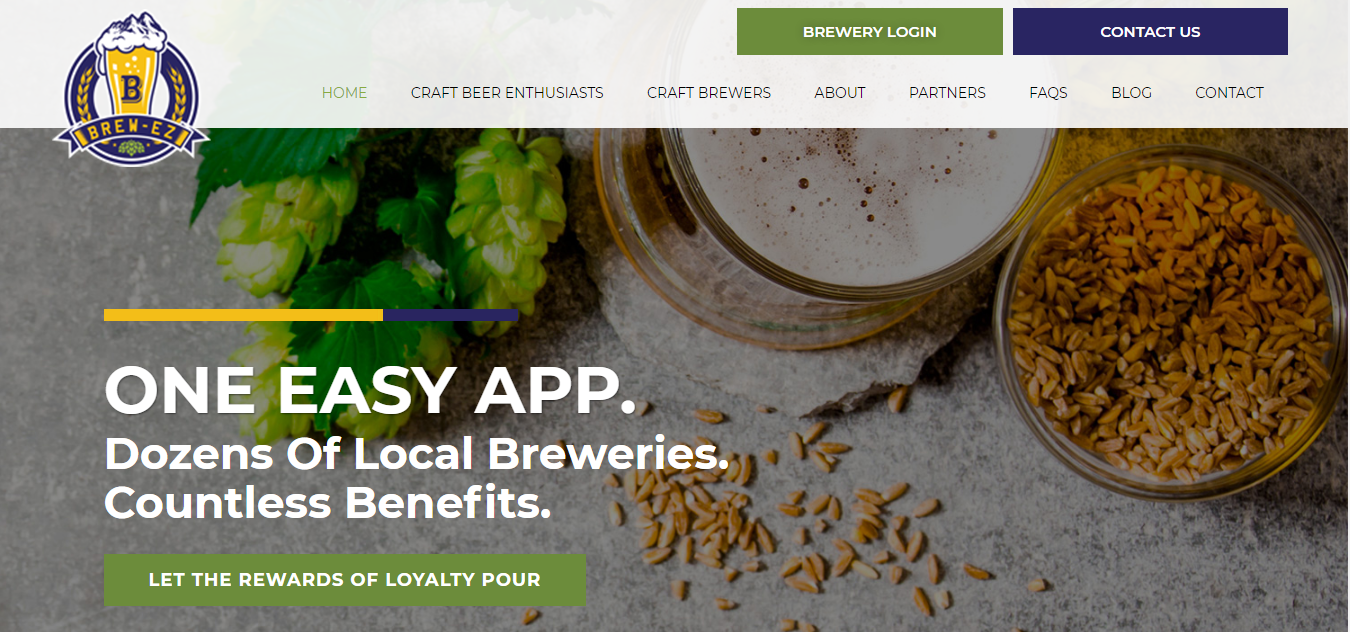 BREWERY LOGIN
CONTACT US
B
BREW-EZ
HOME
CRAFT BEER ENTHUSIASTS
CRAFT BREWERS
ABOUT
PARTNERS
FAQS
BLOG
CONTACT
ONE EASY APP.
Dozens Of Local Breweries.
Countless Benefits.
LET THE REWARDS OF LOYALTY POUR